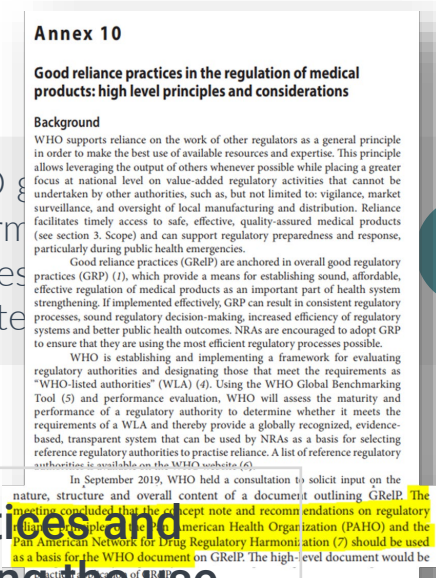 Annex 10
Good reliance practices in the regulation of medical
products: high level principles and considerations
Background
WHO supports reliance on the work of other regulators as a general principle
in order to make the best use of available resources and expertise. This principle
allows leveraging the output of others whenever possible while placing a greater
focus at national level on value-added regulatory activities that cannot be
undertaken by other authorities, such as, but not limited to: vigilance, market
surveillance, and oversight of local manufacturing and distribution. Reliance
facilitates timely access to safe, effective, quality-assured medical products
(see section 3. Scope) and can support regulatory preparedness and response,
particularly during public health emergencies.
Good reliance practices (GRelP) are anchored in overall good regulatory
practices (GRP) (1), which provide a means for establishing sound, affordable,
effective regulation of medical products as an important part of health system
strengthening. If implemented effectively, GRP can result in consistent regulatory
processes, sound regulatory decision-making, increased efficiency of regulatory
systems and better public health outcomes. NRAs are encouraged to adopt GRP
to ensure that they are using the most efficient regulatory processes possible.
WHO is establishing and implementing a framework for evaluating
regulatory authorities and designating those that meet the requirements as
“WHO-listed authorities” (WLA) (4). Using the WHO Global Benchmarking
Tool (5) and performance evaluation, WHO will assess the maturity and
performance of a regulatory authority to determine whether it meets the
requirements of a WLA and thereby provide a globally recognized, evidence-
based, transparent system that can be used by NRAs as a basis for selecting
reference regulatory authorities to practise reliance. A list of reference regulatory
authorities is available on the WHO website (6).
In September 2019, WHO held a consultation to solicit input on the
nature, structure and overall content of a document outlining GRelP. The
meeting concluded that the concept note and recommendations on regulatory
reliance principles of the Pan American Health Organization (PAHO) and the
Pan American Network for Drug Regulatory Harmonization (7) should be used
as a basis for the WHO document on GRelP. The high-level document would be
and
the use